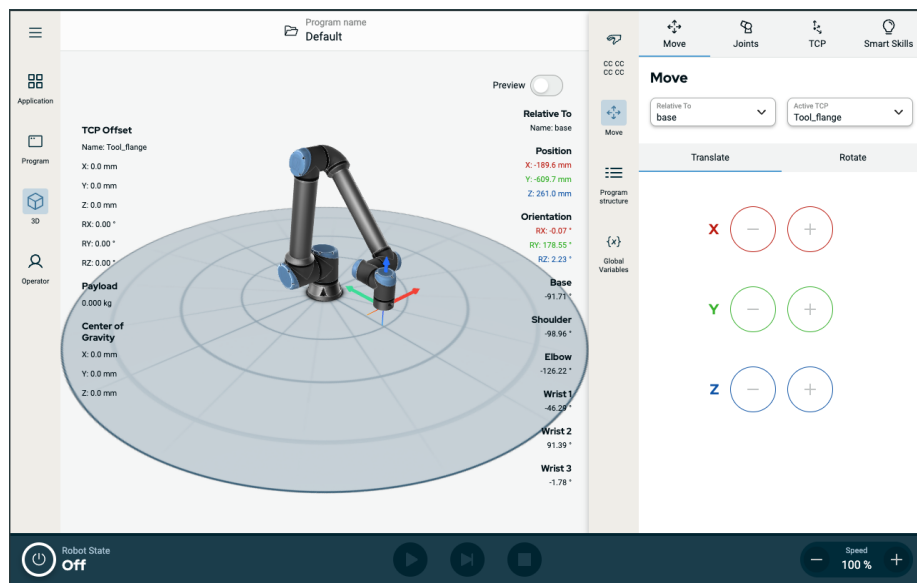 Program name
Default
Application
Program
3D
Operator
TCP Offset
Name: Tool_flange
X: 0.0 mm
Y: 0.0 mm
Z: 0.0 mm
RX: 0.00 °
RY: 0.00 °
RZ: 0.00 °
Payload
0.000 kg
Center of
Gravity
X: 0.0 mm
Y: 0.0 mm
Z: 0.0 mm
Preview
Relative To
Name: base
Position
X: -189.6 mm
Y: -609.7 mm
Z: 261.0 mm
Orientation
RX: -0.07 °
RY: 178.55 °
RZ: 2.23 °
Base
-91.71 °
Shoulder
-98.96 °
Elbow
-126.22 °
Wrist 1
-46.29 °
Wrist 2
91.39 °
Wrist 3
-1.78 °
CC CC
CC CC
Move
Program
structure
{x}
Global
Variables
Move
Joints
TCP
Smart Skills
Move
Relative To
base
Active TCP
Tool_flange
Translate
Rotate
X − +
Y − +
Z − +
Robot State
Off
Speed
− 100 % +